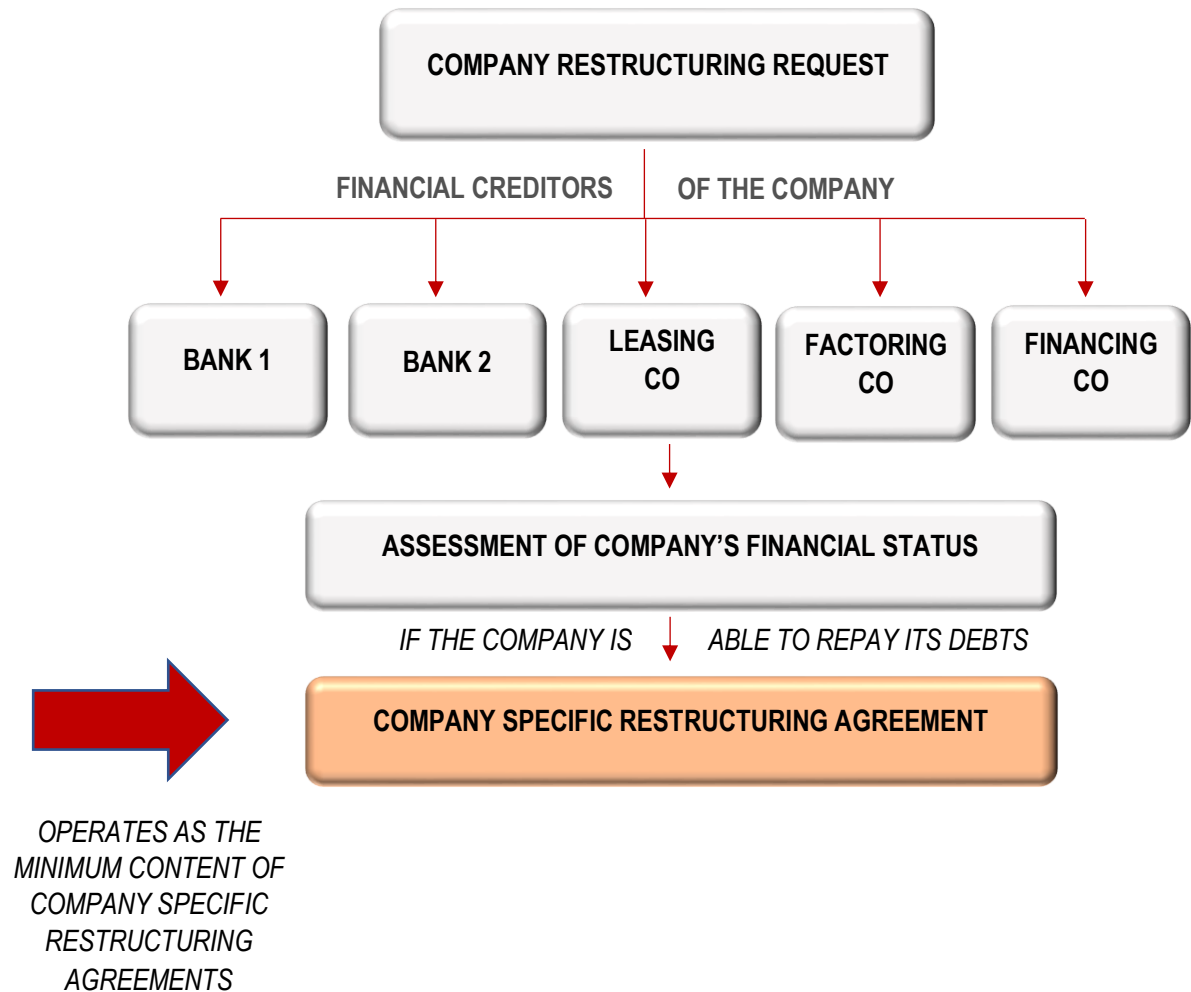 COMPANY RESTRUCTURING REQUEST
FINANCIAL CREDITORS OF THE COMPANY
BANK 1
BANK 2
LEASING
CO
FACTORING
CO
FINANCING
CO
ASSESSMENT OF COMPANY’S FINANCIAL STATUS
IF THE COMPANY IS ABLE TO REPAY ITS DEBTS
COMPANY SPECIFIC RESTRUCTURING AGREEMENT
OPERATES AS THE
MINIMUM CONTENT OF
COMPANY SPECIFIC
RESTRUCTURING
AGREEMENTS